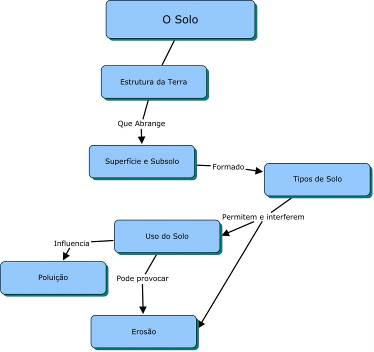 O Solo
Estrutura da Terra
Que Abrange
Superfície e Subsolo
Formado
Tipos de Solo
Permitem e interferem
Uso do Solo
Influencia
Poluição
Pode provocar
Erosão